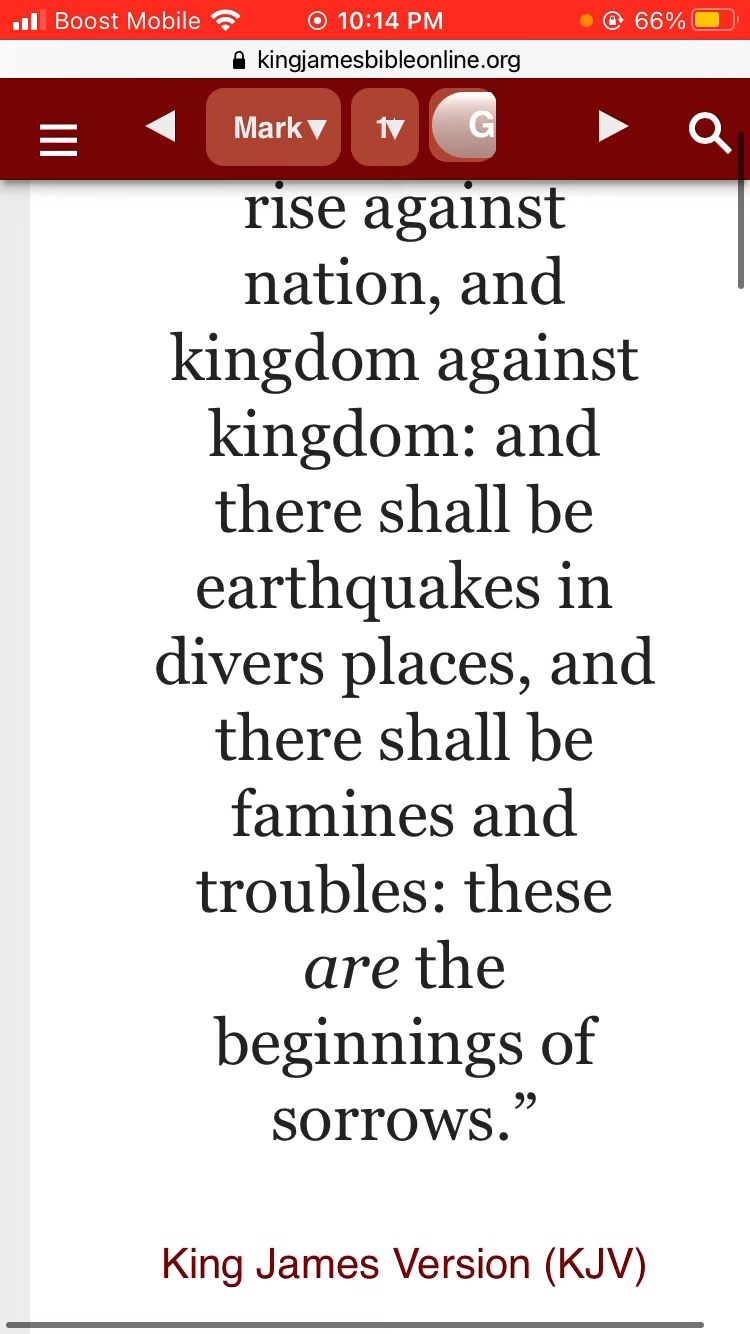 Boost Mobile 10:14 PM 66%
kingjamesbibleonline.org
Mark▼ 1▼ G
rise against
nation, and
kingdom against
kingdom: and
there shall be
earthquakes in
divers places, and
there shall be
famines and
troubles: these
are the
beginnings of
sorrows.”
King James Version (KJV)